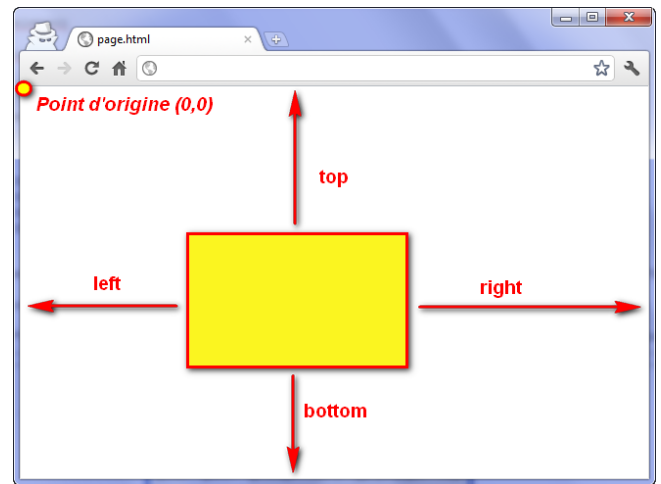 page.html
Point d'origine (0,0)
top
left
right
bottom